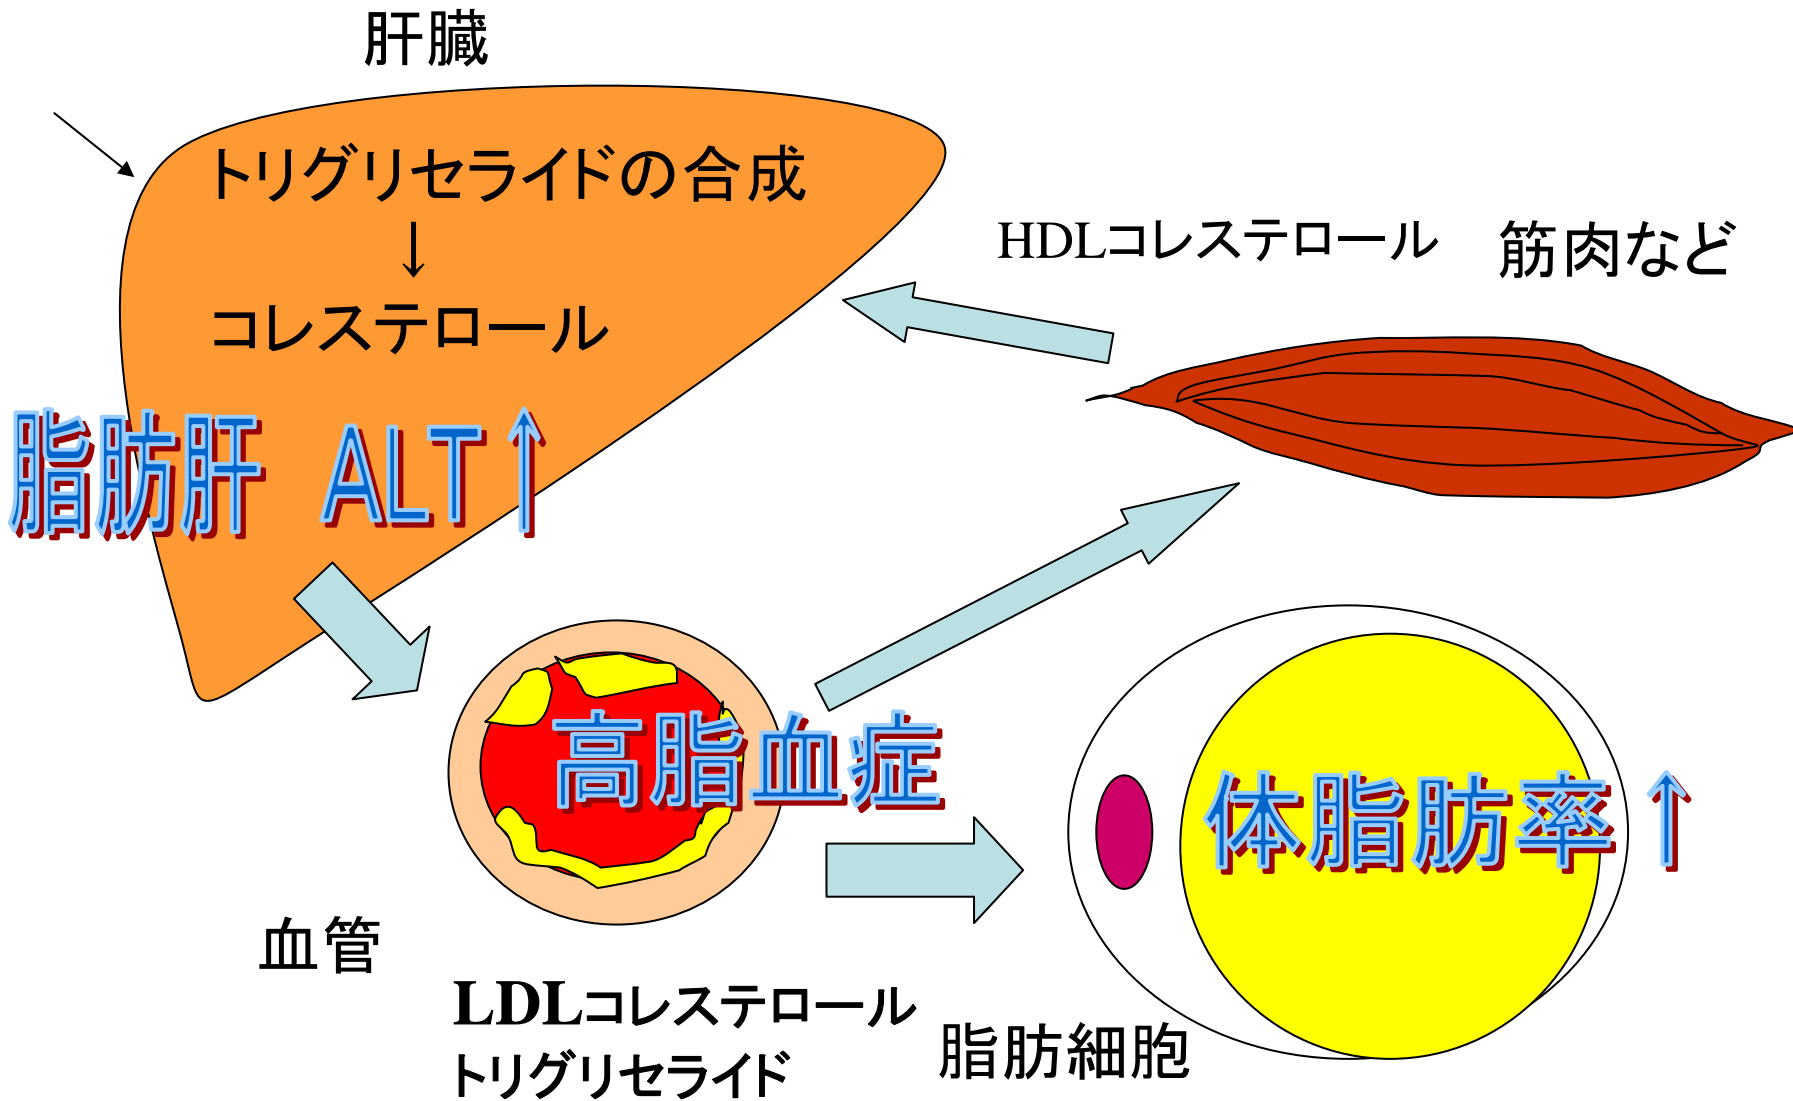 肝臓
トリグリセライドの合成
↓
コレステロール
HDLコレステロール
筋肉など
脂肪肝 ALT↑
高脂血症
体脂肪率↑
血管
LDLコレステロール
トリグリセライド
脂肪細胞